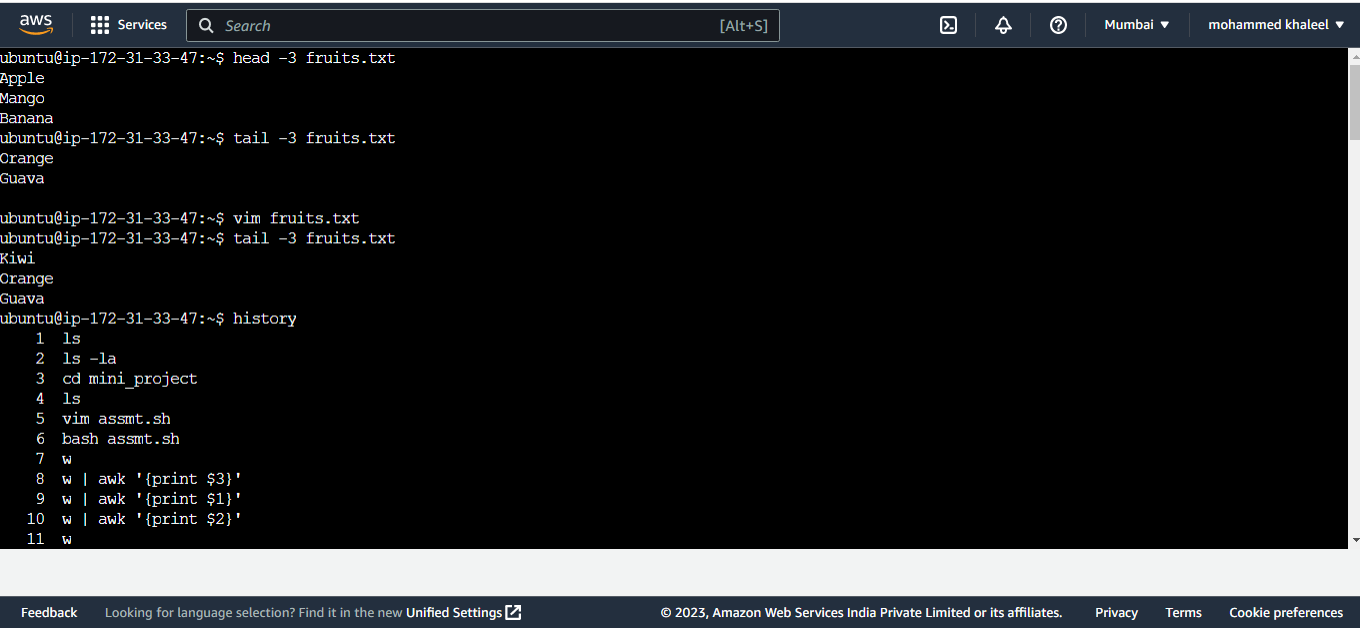 aws Services Search [Alt+S] Mumbai mohammed khaleel
ubuntu@ip-172-31-33-47:~$ head -3 fruits.txt
Apple
Mango
Banana
ubuntu@ip-172-31-33-47:~$ tail -3 fruits.txt
Orange
Guava
ubuntu@ip-172-31-33-47:~$ vim fruits.txt
ubuntu@ip-172-31-33-47:~$ tail -3 fruits.txt
Kiwi
Orange
Guava
ubuntu@ip-172-31-33-47:~$ history
1 ls
2 ls -la
3 cd mini_project
4 ls
5 vim assmt.sh
6 bash assmt.sh
7 w
8 w | awk '{print $3}'
9 w | awk '{print $1}'
10 w | awk '{print $2}'
11 w
Feedback Looking for language selection? Find it in the new Unified Settings © 2023, Amazon Web Services India Private Limited or its affiliates. Privacy Terms Cookie preferences